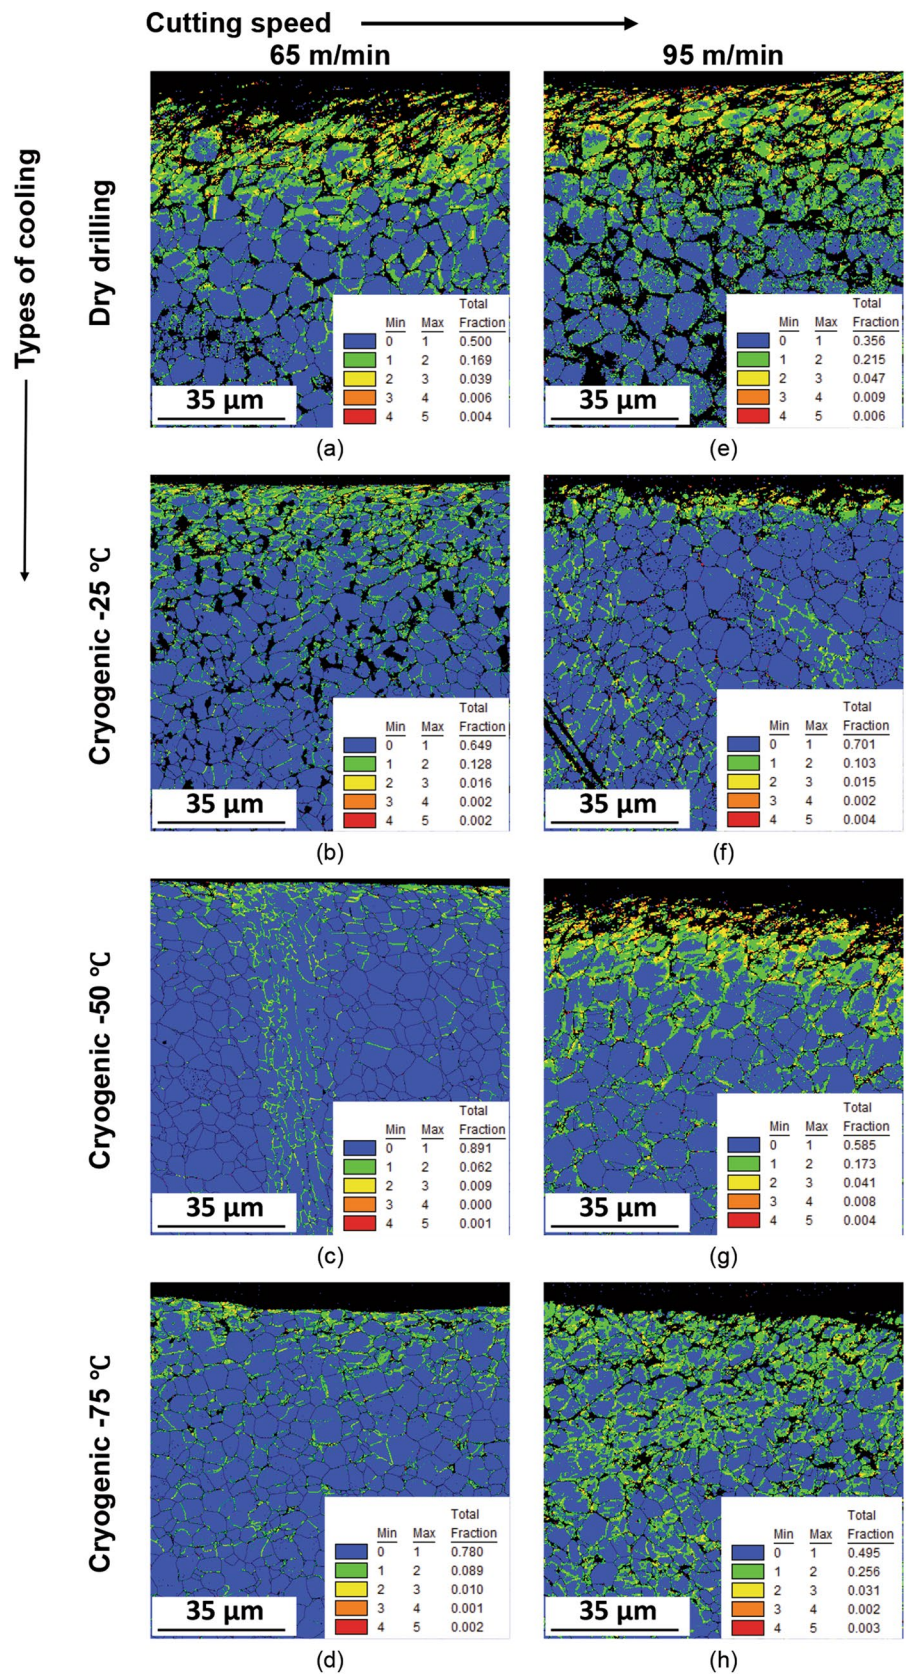 Cutting speed
65 m/min
95 m/min
Types of cooling
Dry drilling
Total
Min Max Fraction
0 1 0.500
1 2 0.169
2 3 0.039
3 4 0.006
4 5 0.004
35 µm
(a)
Total
Min Max Fraction
0 1 0.356
1 2 0.215
2 3 0.047
3 4 0.009
4 5 0.006
35 µm
(e)
Cryogenic -25 °C
Total
Min Max Fraction
0 1 0.649
1 2 0.128
2 3 0.016
3 4 0.002
4 5 0.002
35 µm
(b)
Total
Min Max Fraction
0 1 0.701
1 2 0.103
2 3 0.015
3 4 0.002
4 5 0.004
35 µm
(f)
Cryogenic -50 °C
Total
Min Max Fraction
0 1 0.891
1 2 0.062
2 3 0.009
3 4 0.000
4 5 0.001
35 µm
(c)
Total
Min Max Fraction
0 1 0.585
1 2 0.173
2 3 0.041
3 4 0.008
4 5 0.004
35 µm
(g)
Cryogenic -75 °C
Total
Min Max Fraction
0 1 0.780
1 2 0.089
2 3 0.010
3 4 0.001
4 5 0.002
35 µm
(d)
Total
Min Max Fraction
0 1 0.495
1 2 0.256
2 3 0.031
3 4 0.002
4 5 0.003
35 µm
(h)